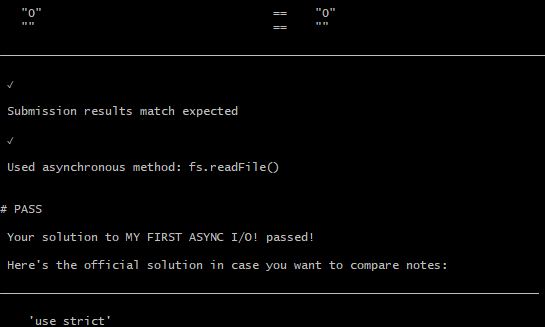 "0" == "0"
"" == ""
✓
Submission results match expected
✓
Used asynchronous method: fs.readFile()
# PASS
Your solution to MY FIRST ASYNC I/O! passed!
Here's the official solution in case you want to compare notes:
'use strict'